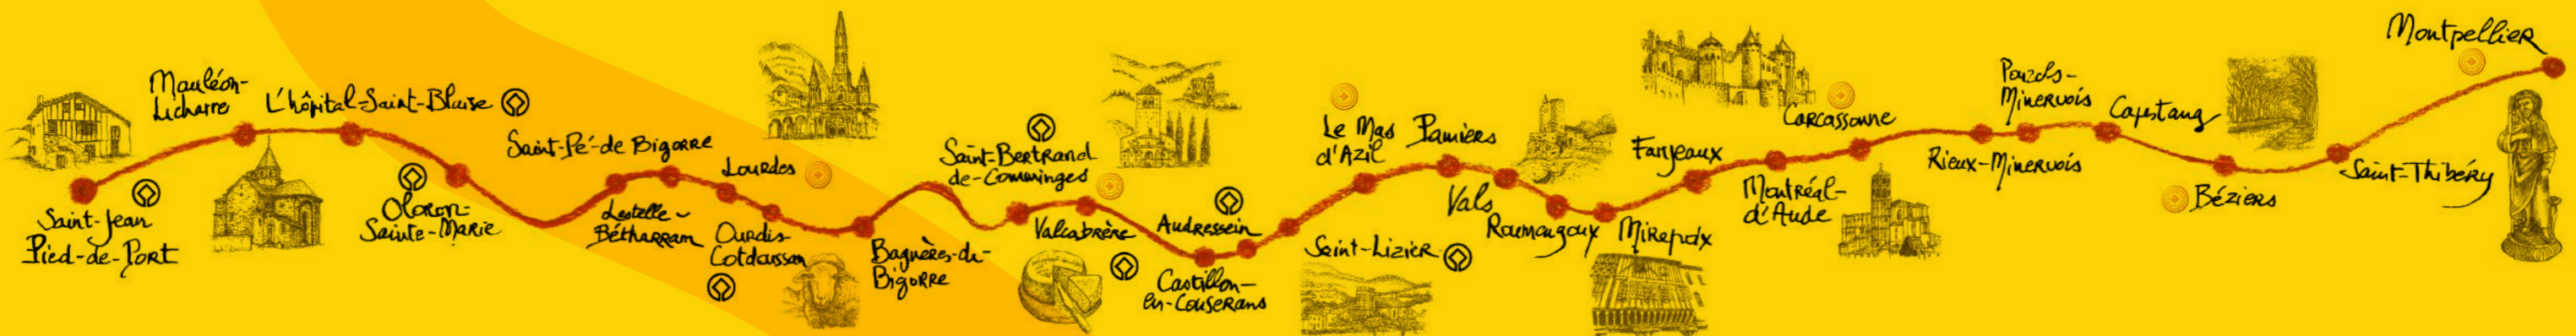 Saint-Jean
Pied-de-Port
Mauléon-
Licharre
L'hôpital-Saint-Blaise
Oloron-
Sainte-Marie
Lestelle-
Bétharram
Saint-Pé-de Bigorre
Lourdes
Ourdis-
Cotdoussan
Bagnères-de-
Bigorre
Saint-Bertrand
de-Comminges
Valcabrère
Castillon-
en-Couserans
Audressein
Saint-Lizier
Le Mas
d'Azil
Pamiers
Vals
Roumengoux
Mirepoix
Fanjeaux
Montréal-
d'Aude
Carcassonne
Rieux-Minervois
Pouzols-
Minervois
Capestang
Béziers
Saint-Thibéry
Montpellier